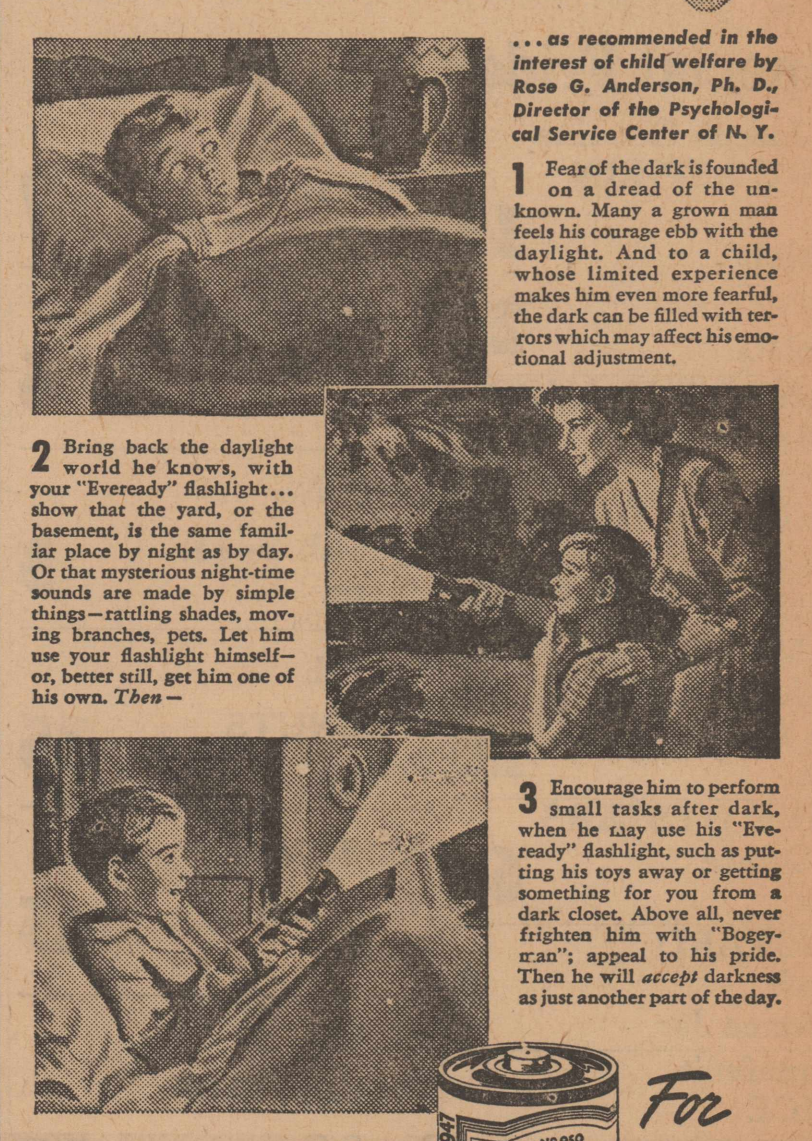 ...as recommended in the
interest of child welfare by
Rose G. Anderson, Ph. D.,
Director of the Psychologi-
cal Service Center of N. Y.
1 Fear of the dark is founded
on a dread of the un-
known. Many a grown man
feels his courage ebb with the
daylight. And to a child,
whose limited experience
makes him even more fearful,
the dark can be filled with ter-
rors which may affect his emo-
tional adjustment.
2 Bring back the daylight
world he knows, with
your "Eveready" flashlight...
show that the yard, or the
basement, is the same famil-
iar place by night as by day.
Or that mysterious night-time
sounds are made by simple
things—rattling shades, mov-
ing branches, pets. Let him
use your flashlight himself—
or, better still, get him one of
his own. Then—
3 Encourage him to perform
small tasks after dark,
when he may use his "Eve-
ready" flashlight, such as put-
ting his toys away or getting
something for you from a
dark closet. Above all, never
frighten him with "Bogey-
man"; appeal to his pride.
Then he will accept darkness
as just another part of the day.
For
947